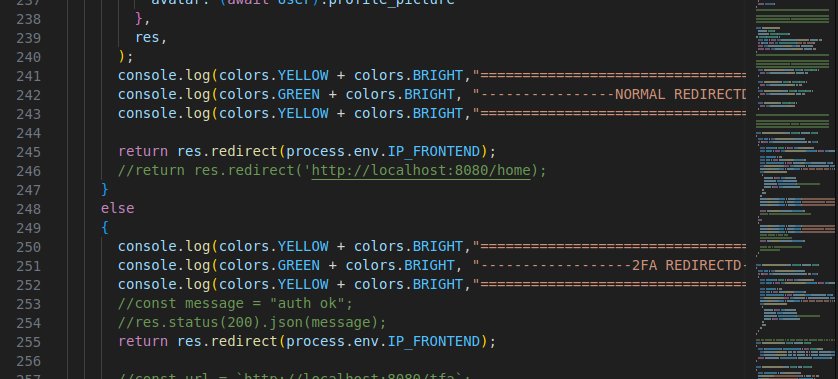 237 avatar: (await user).profile_picture
238 },
239 res,
240 );
241 console.log(colors.YELLOW + colors.BRIGHT,"================================
242 console.log(colors.GREEN + colors.BRIGHT, "----------------NORMAL REDIRECTD
243 console.log(colors.YELLOW + colors.BRIGHT,"================================
244
245 return res.redirect(process.env.IP_FRONTEND);
246 //return res.redirect('http://localhost:8080/home);
247 }
248 else
249 {
250 console.log(colors.YELLOW + colors.BRIGHT,"================================
251 console.log(colors.GREEN + colors.BRIGHT, "------------------2FA REDIRECTD-
252 console.log(colors.YELLOW + colors.BRIGHT,"================================
253 //const message = "auth ok";
254 //res.status(200).json(message);
255 return res.redirect(process.env.IP_FRONTEND);
256
257 //const url = `http://localhost:8080/tfa`;